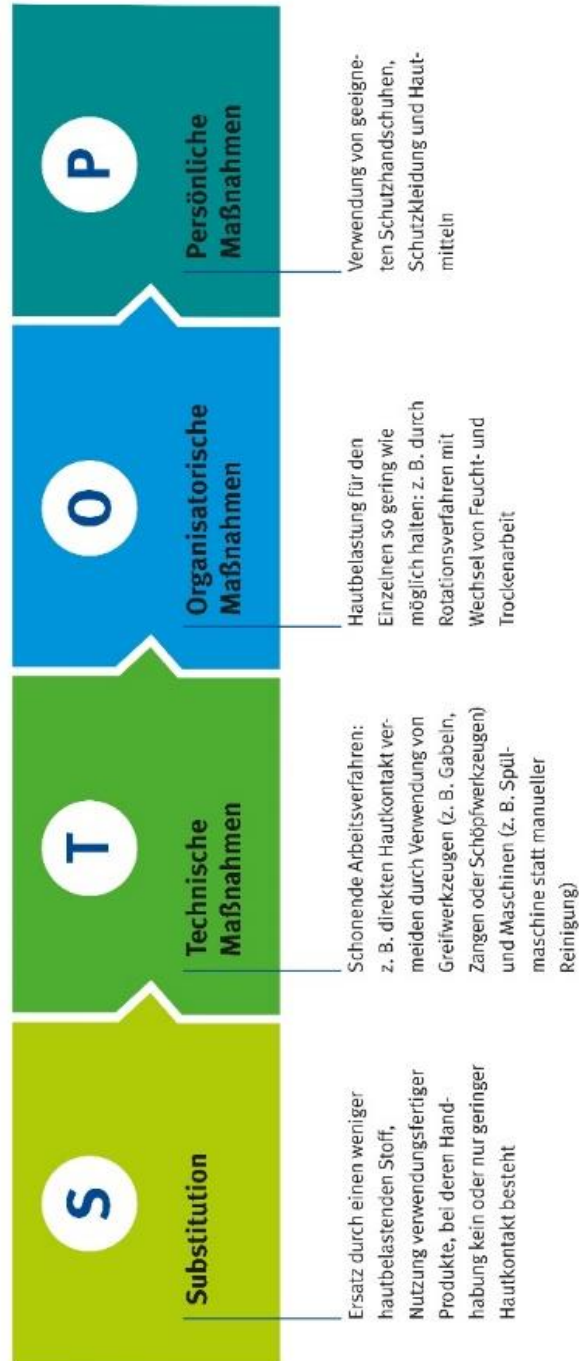 S
Substitution
Ersatz durch einen weniger
hautbelastenden Stoff,
Nutzung verwendungsfertiger
Produkte, bei deren Hand-
habung kein oder nur geringer
Hautkontakt besteht
T
Technische
Maßnahmen
Schonende Arbeitsverfahren:
z. B. direkten Hautkontakt ver-
meiden durch Verwendung von
Greifwerkzeugen (z. B. Gabeln,
Zangen oder Schöpfwerkzeugen)
und Maschinen (z. B. Spül-
maschine statt manueller
Reinigung)
O
Organisatorische
Maßnahmen
Hautbelastung für den
Einzelnen so gering wie
möglich halten: z. B. durch
Rotationsverfahren mit
Wechsel von Feucht- und
Trockenarbeit
P
Persönliche
Maßnahmen
Verwendung von geeigne-
ten Schutzhandschuhen,
Schutzkleidung und Haut-
mitteln